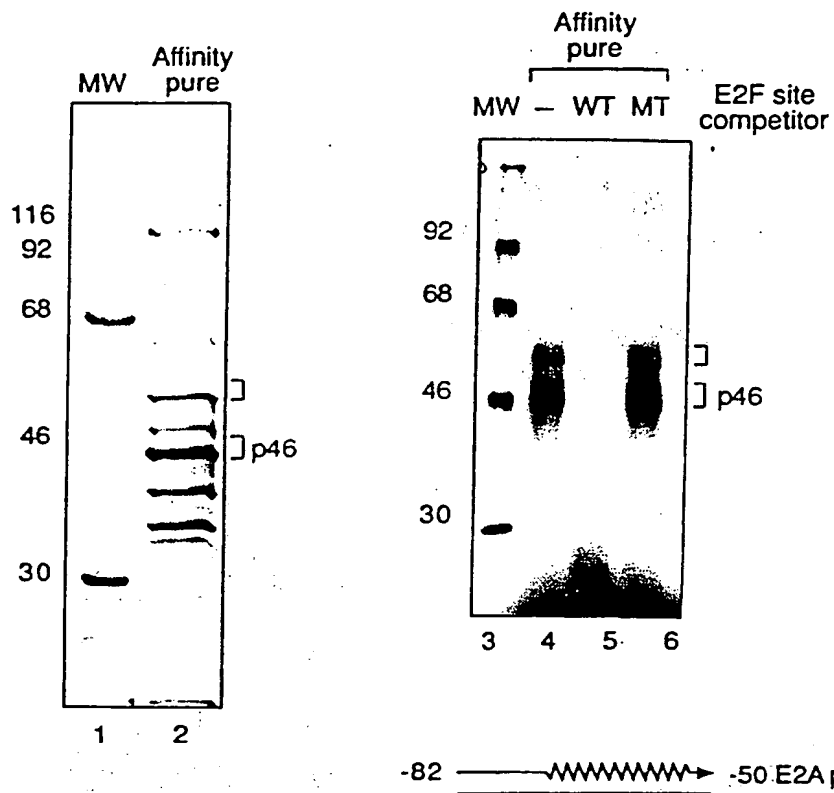 Affinity
pure
MW
116
92
68
46
30
p46
1 2
Affinity
pure
MW – WT MT
E2F site
competitor
92
68
46
30
p46
3 4 5 6
-82
-50 E2A p